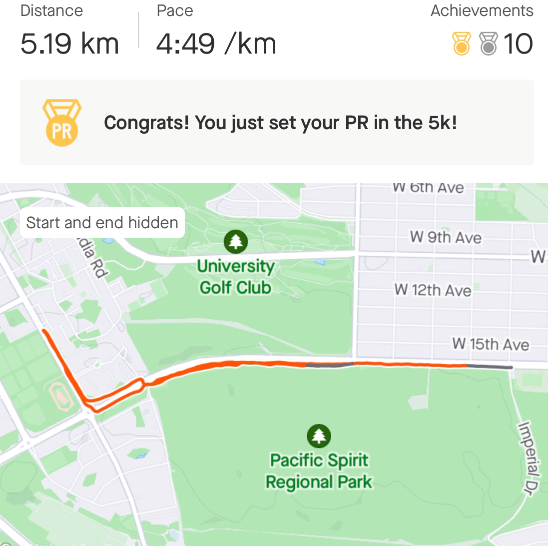 Distance
Pace
Achievements
5.19 km
4:49 /km
10
PR
Congrats! You just set your PR in the 5k!
W 6th Ave
Start and end hidden
W 9th Ave
University
Golf Club
W 12th Ave
W 15th Ave
Pacific Spirit
Regional Park
Imperial Dr
W
Rd